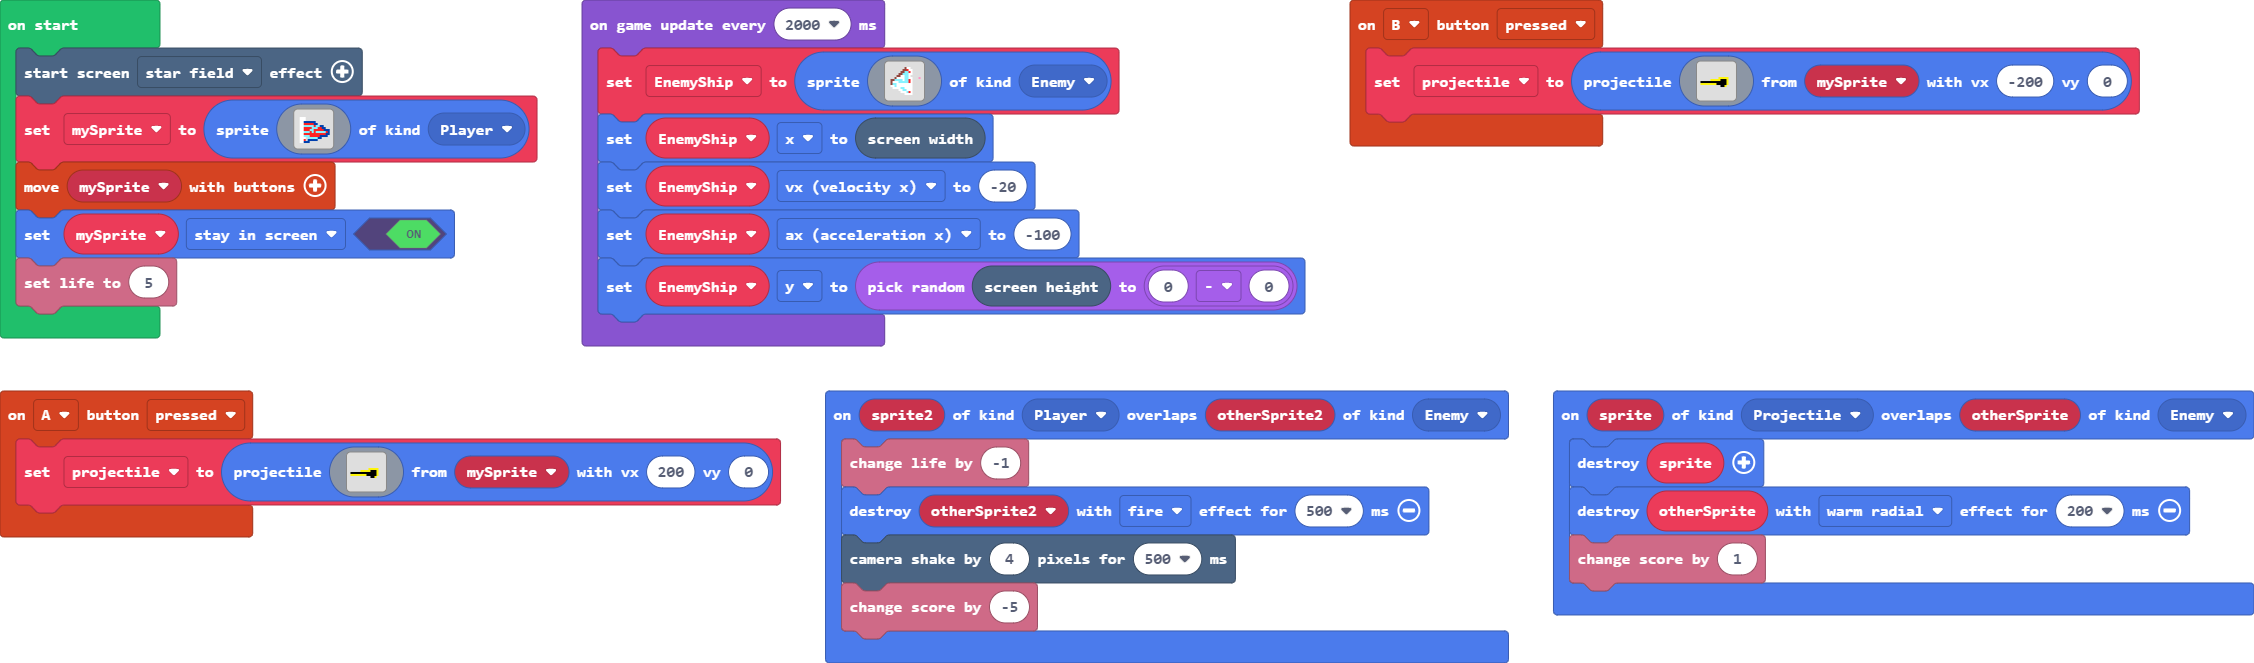 on start
start screen star field effect
set mySprite to sprite of kind Player
move mySprite with buttons
set mySprite stay in screen ON
set life to 5
on game update every 2000 ms
set EnemyShip to sprite of kind Enemy
set EnemyShip x to screen width
set EnemyShip vx (velocity x) to -20
set EnemyShip ax (acceleration x) to -100
set EnemyShip y to pick random screen height to 0 - 0
on B button pressed
set projectile to projectile from mySprite with vx -200 vy 0
on A button pressed
set projectile to projectile from mySprite with vx 200 vy 0
on sprite2 of kind Player overlaps otherSprite2 of kind Enemy
change life by -1
destroy otherSprite2 with fire effect for 500 ms
camera shake by 4 pixels for 500 ms
change score by -5
on sprite of kind Projectile overlaps otherSprite of kind Enemy
destroy sprite
destroy otherSprite with warm radial effect for 200 ms
change score by 1